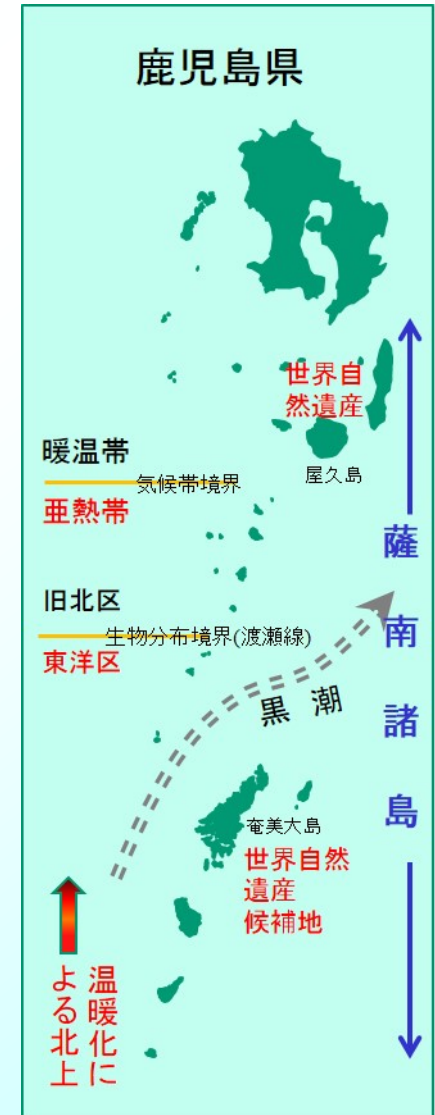 鹿児島県
世界自
然遺産
屋久島
暖温帯
気候帯境界
亜熱帯
旧北区
生物分布境界(渡瀬線)
東洋区
黒潮
薩南諸島
奄美大島
世界自然
遺産
候補地
温暖化に
よる北上